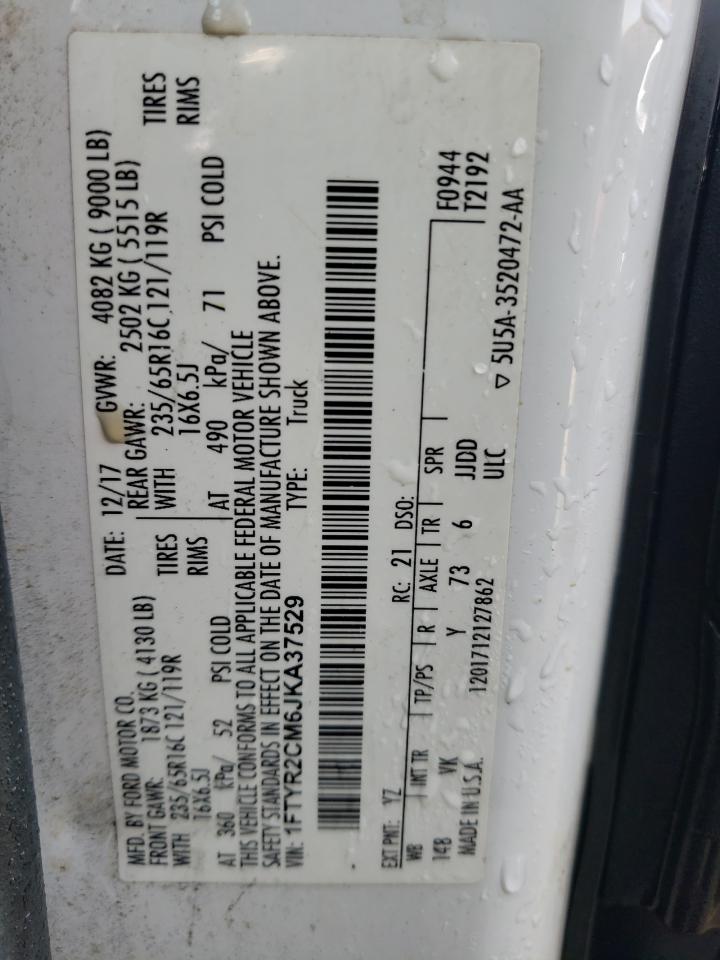 MFD. BY FORD MOTOR CO. DATE: 12/17 GVWR: 4082 KG ( 9000 LB)
FRONT GAWR: 1873 KG ( 4130 LB) REAR GAWR: 2502 KG ( 5515 LB)
WITH 235/65R16C 121/119R TIRES WITH 235/65R16C 121/119R TIRES
16X6.5J RIMS 16X6.5J RIMS
AT 360 kPa/ 52 PSI COLD AT 490 kPa/ 71 PSI COLD
THIS VEHICLE CONFORMS TO ALL APPLICABLE FEDERAL MOTOR VEHICLE
SAFETY STANDARDS IN EFFECT ON THE DATE OF MANUFACTURE SHOWN ABOVE.
VIN: 1FTYR2CM6JKA37529 TYPE: Truck
EXT PNT: YZ RC: 21 DSO: F0944
WB INT TR TP/PS R AXLE TR SPR T2192
148 VK Y 73 6 JJDD
MADE IN U.S.A. 1201712127862 ULC ▽ 5U5A-3520472-AA